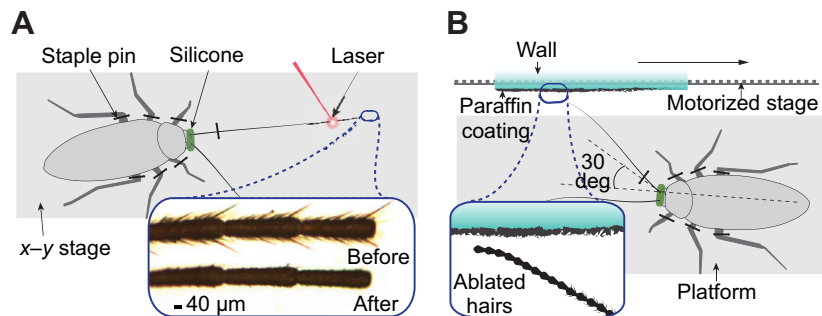 A
Staple pin
Silicone
Laser
x–y stage
Before
After
40 µm
B
Wall
Paraffin
coating
Motorized stage
30
deg
Ablated
hairs
Platform